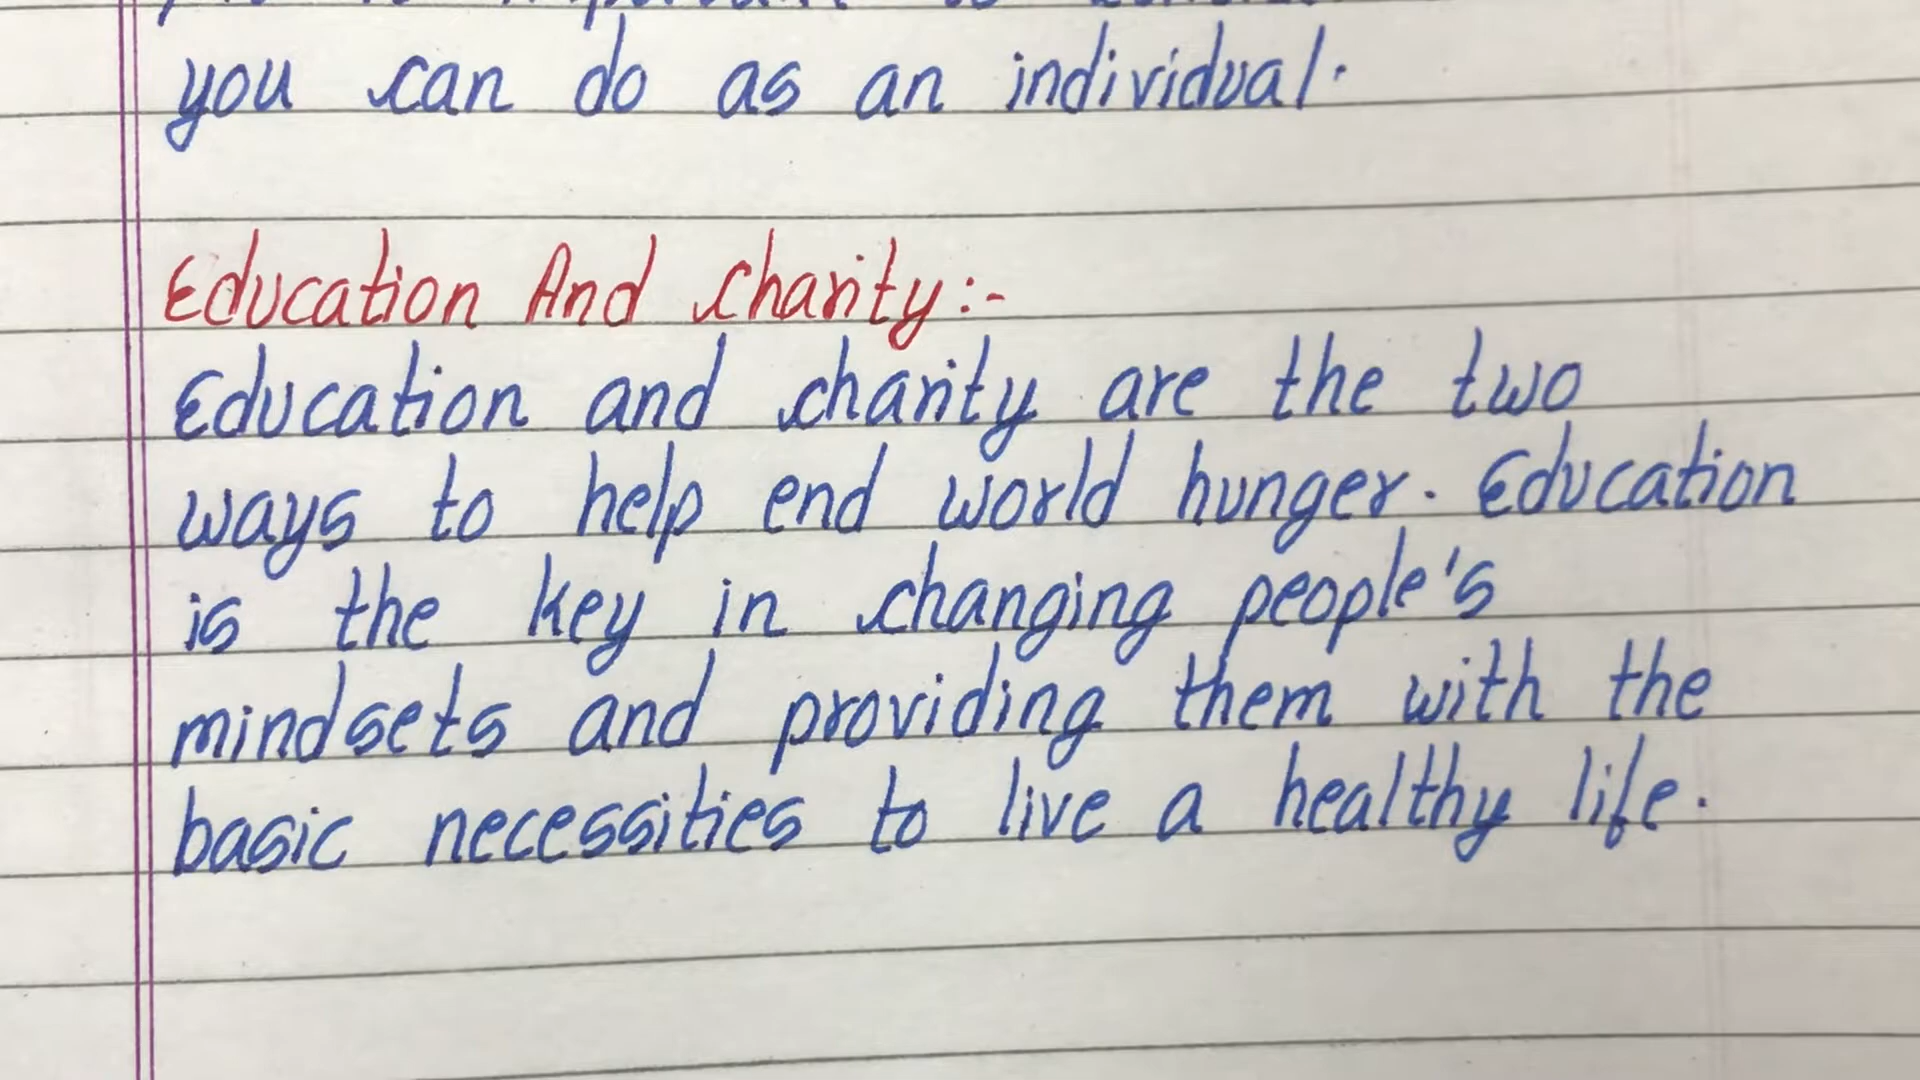 you can do as an individual.
Education And Charity:-
Education and charity are the two
ways to help end world hunger. Education
is the key in changing people's
mindsets and providing them with the
basic necessities to live a healthy life.